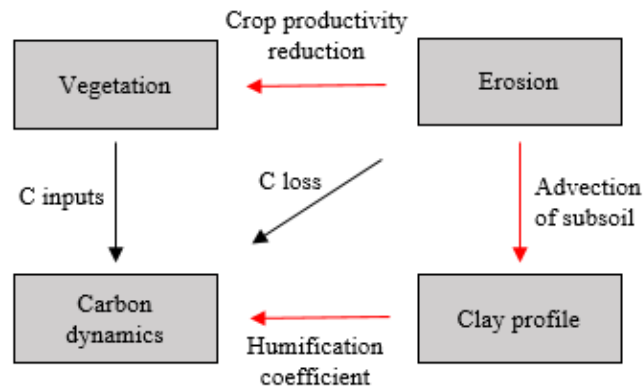 Crop productivity
reduction
Vegetation
Erosion
C inputs
C loss
Advection
of subsoil
Carbon
dynamics
Clay profile
Humification
coefficient